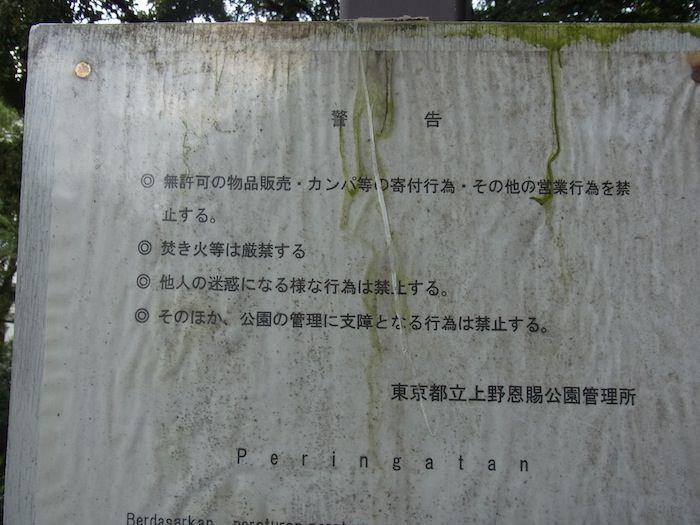 警 告
◎ 無許可の物品販売・カンパ等の寄付行為・その他の営業行為を禁
止する。
◎ 焚き火等は厳禁する
◎ 他人の迷惑になる様な行為は禁止する。
◎ そのほか、公園の管理に支障となる行為は禁止する。
東京都立上野恩賜公園管理所
Peringatan
Berdasarkan peraturan